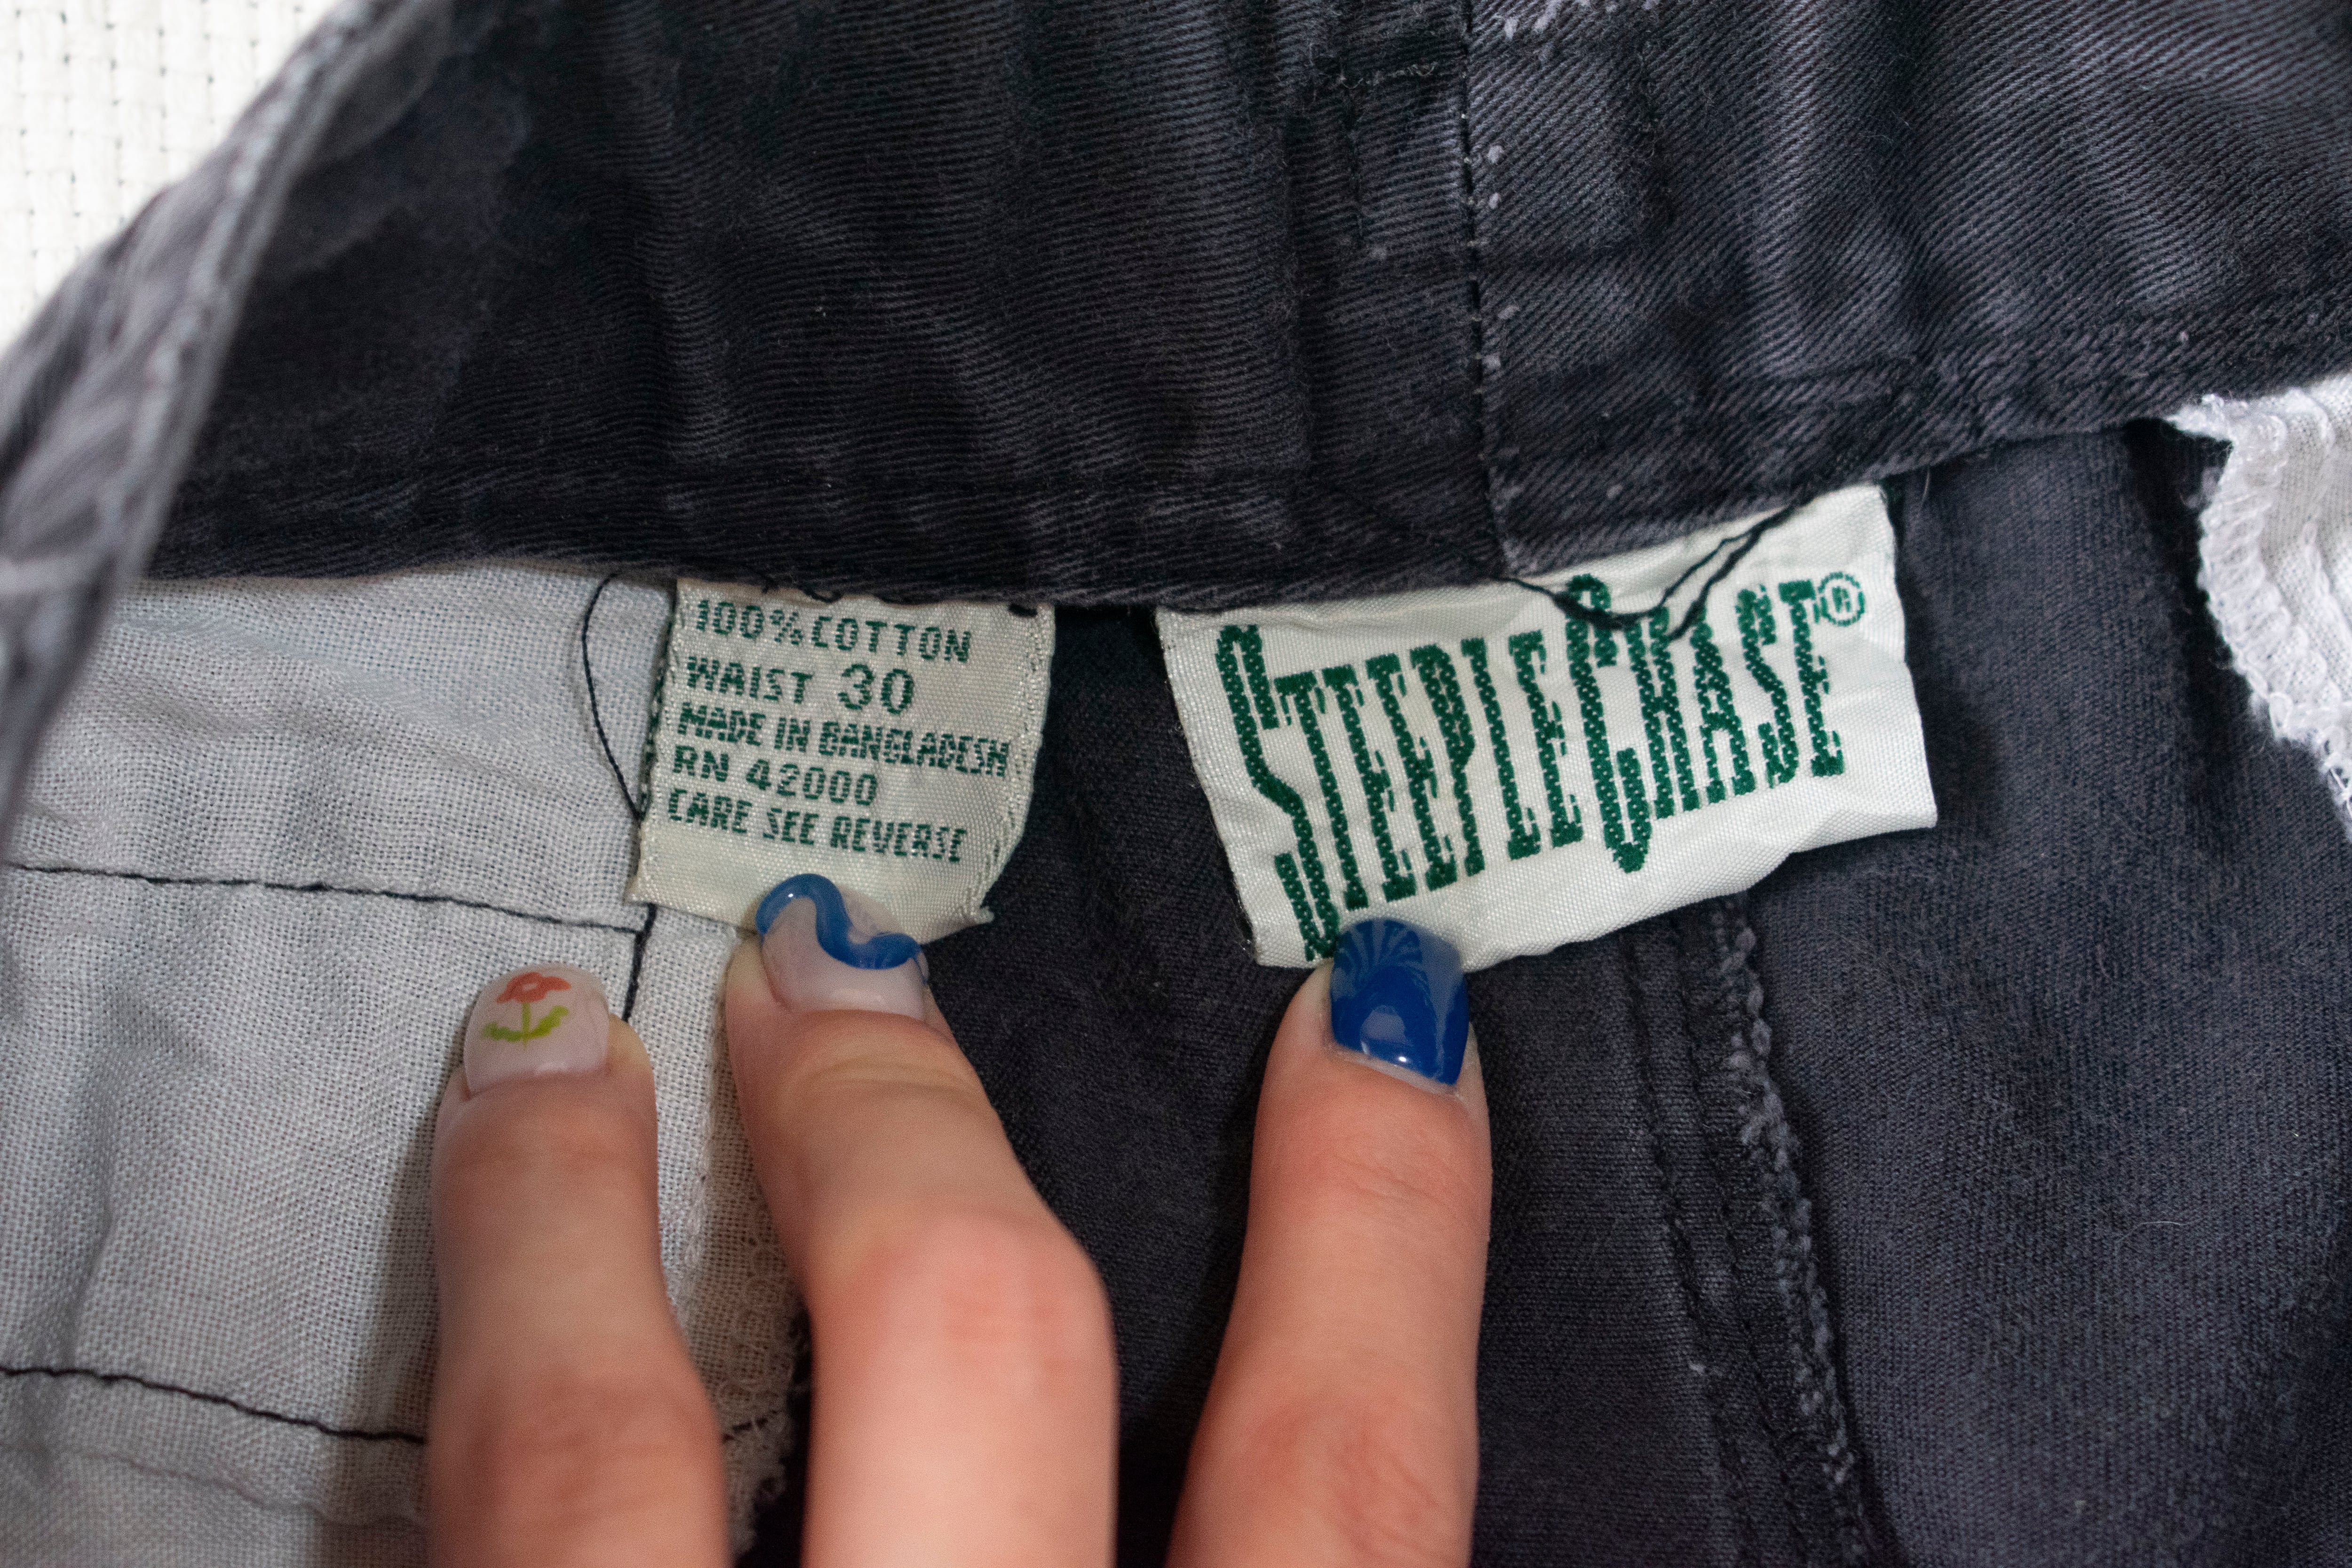 100% COTTON
WAIST 30
MADE IN BANGLADESH
RN 42000
CARE SEE REVERSE
STEEPLECHASE®